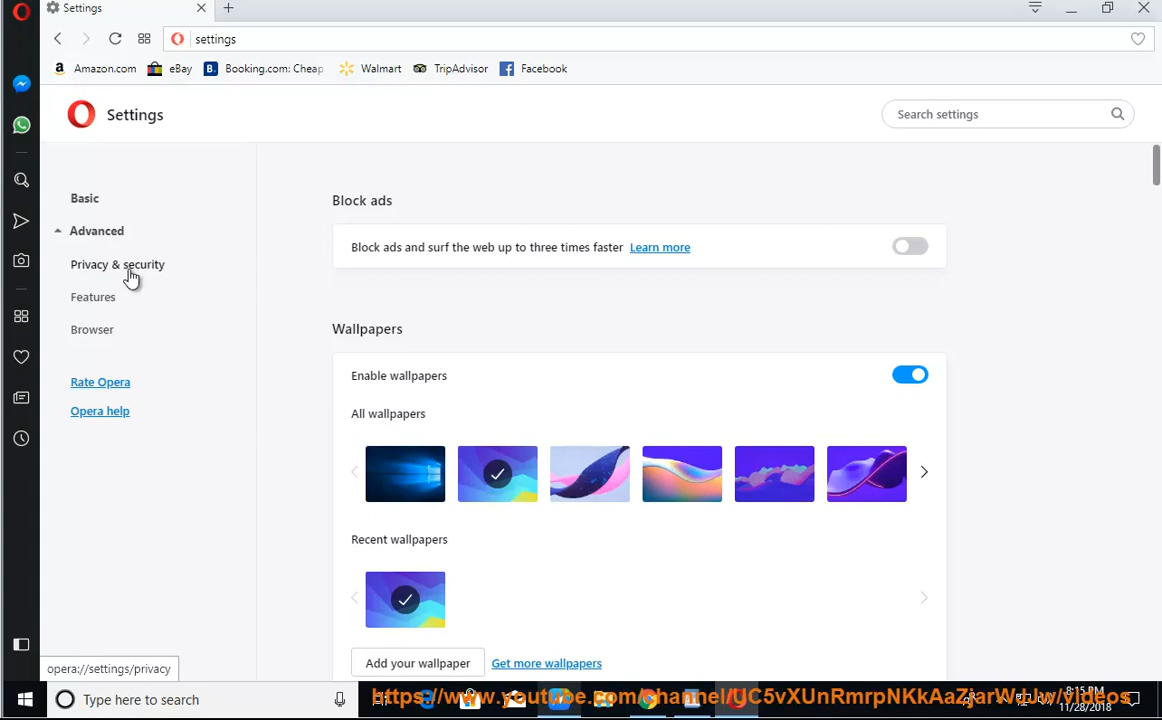 Settings
settings
Amazon.com eBay Booking.com: Cheap Walmart TripAdvisor Facebook
Settings
Search settings
Basic
Advanced
Privacy & security
Features
Browser
Rate Opera
Opera help
Block ads
Block ads and surf the web up to three times faster Learn more
Wallpapers
Enable wallpapers
All wallpapers
Recent wallpapers
Add your wallpaper Get more wallpapers
opera://settings/privacy
Type here to search
8:15 PM
11/28/2018